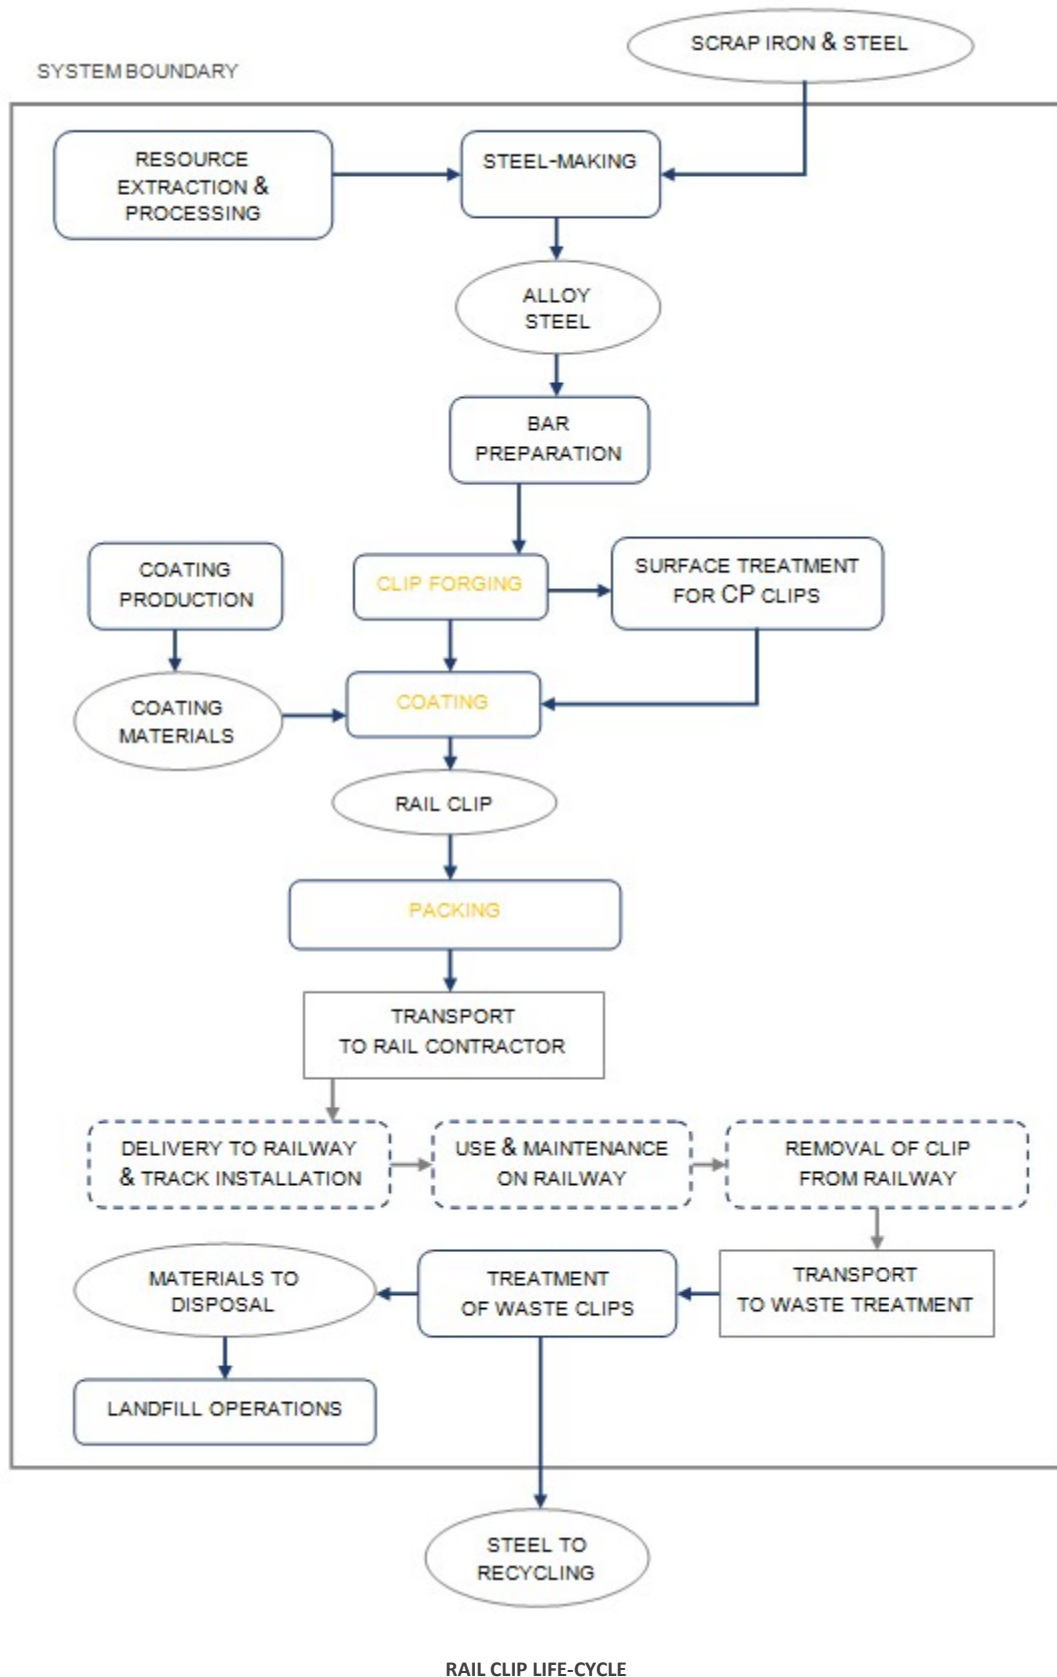 SCRAP IRON & STEEL
SYSTEM BOUNDARY
RESOURCE
EXTRACTION &
PROCESSING
STEEL-MAKING
ALLOY
STEEL
BAR
PREPARATION
COATING
PRODUCTION
CLIP FORGING
SURFACE TREATMENT
FOR CP CLIPS
COATING
MATERIALS
COATING
RAIL CLIP
PACKING
TRANSPORT
TO RAIL CONTRACTOR
DELIVERY TO RAILWAY
& TRACK INSTALLATION
USE & MAINTENANCE
ON RAILWAY
REMOVAL OF CLIP
FROM RAILWAY
MATERIALS TO
DISPOSAL
TREATMENT
OF WASTE CLIPS
TRANSPORT
TO WASTE TREATMENT
LANDFILL OPERATIONS
STEEL TO
RECYCLING
RAIL CLIP LIFE-CYCLE